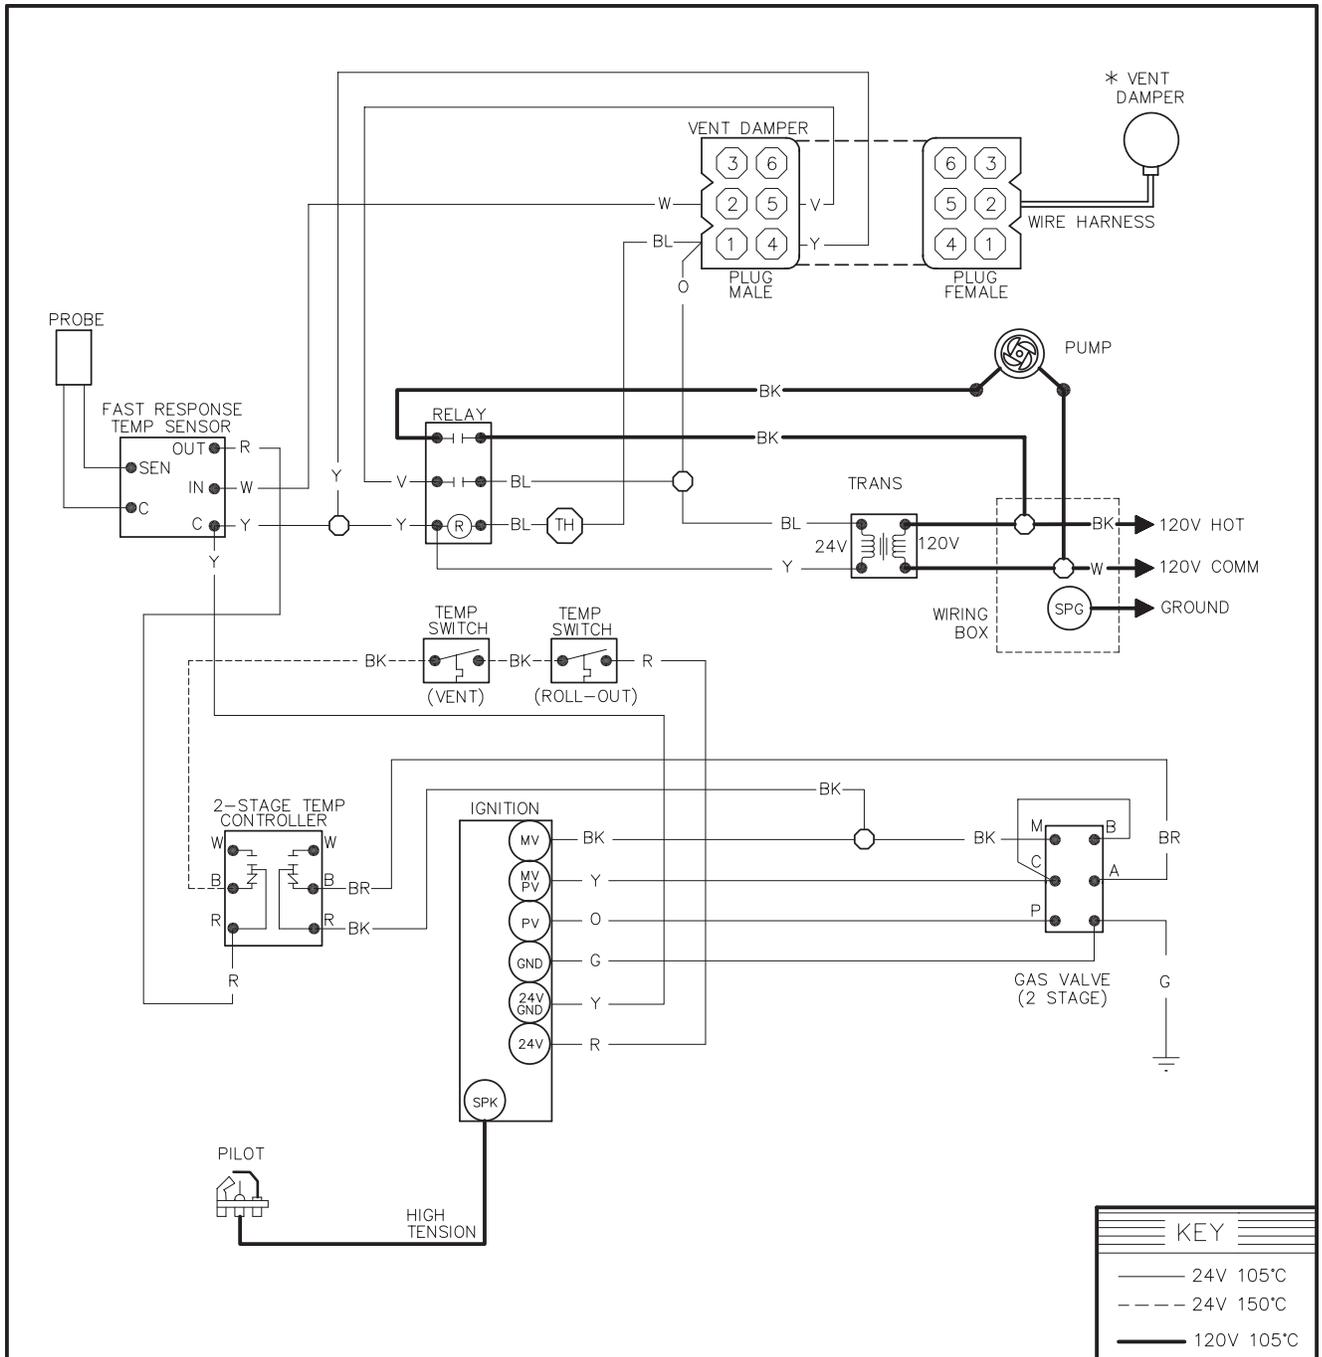 * VENT
DAMPER
VENT DAMPER
3 6
2 5
1 4
W
V
BL
Y
O
PLUG
MALE
6 3
5 2
4 1
WIRE HARNESS
PLUG
FEMALE
PROBE
PUMP
BK
FAST RESPONSE
TEMP SENSOR
OUT
R
SEN
IN
W
C
C
Y
Y
Y
RELAY
BK
V
BL
Y
R
BL
TH
TRANS
BL
24V
120V
Y
BK
120V HOT
W
120V COMM
SPG
GROUND
WIRING
BOX
TEMP
SWITCH
TEMP
SWITCH
BK
BK
R
(VENT)
(ROLL-OUT)
2-STAGE TEMP
CONTROLLER
W
W
B
B
BR
R
R
BK
R
IGNITION
BK
MV
BK
BK
MV
PV
Y
PV
O
GND
G
24V
GND
Y
24V
R
SPK
M
B
C
A
P
BR
GAS VALVE
(2 STAGE)
G
PILOT
HIGH
TENSION
KEY
24V 105°C
24V 150°C
120V 105°C